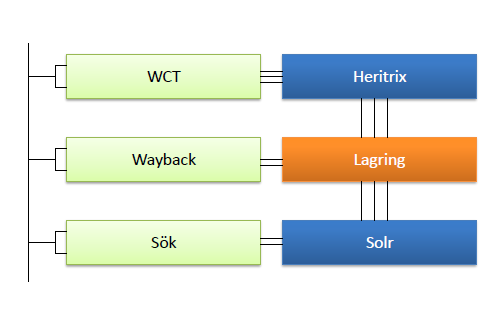 WCT
Heritrix
Wayback
Lagring
Sök
Solr